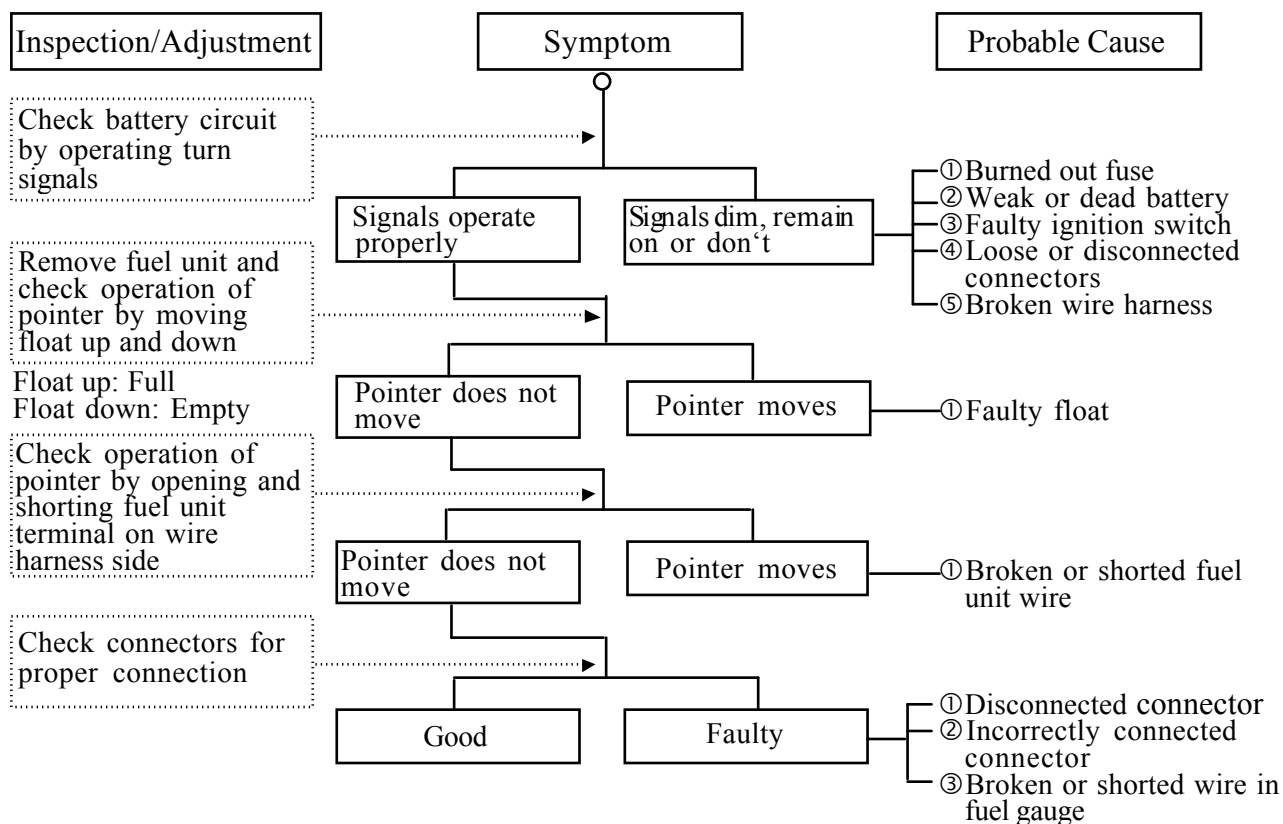 Inspection/Adjustment
Symptom
Probable Cause
Check battery circuit
by operating turn
signals
Signals operate
properly
Signals dim, remain
on or don‘t
①Burned out fuse
②Weak or dead battery
③Faulty ignition switch
④Loose or disconnected
connectors
⑤Broken wire harness
Remove fuel unit and
check operation of
pointer by moving
float up and down
Float up: Full
Float down: Empty
Pointer does not
move
Pointer moves
①Faulty float
Check operation of
pointer by opening and
shorting fuel unit
terminal on wire
harness side
Pointer does not
move
Pointer moves
①Broken or shorted fuel
unit wire
Check connectors for
proper connection
Good
Faulty
①Disconnected connector
②Incorrectly connected
connector
③Broken or shorted wire in
fuel gauge